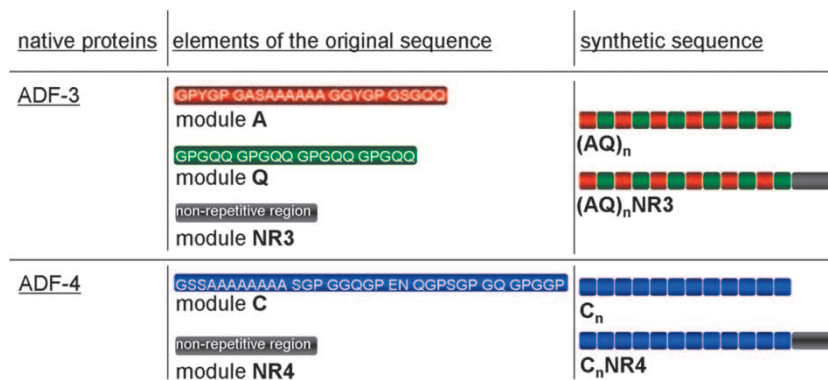 native proteins elements of the original sequence synthetic sequence
ADF-3
GPYGP GASAAAAAA GGYGP GSGQQ
module A
(AQ)n
GPGQQ GPGQQ GPGQQ GPGQQ
module Q
(AQ)nNR3
non-repetitive region
module NR3
ADF-4
GSSAAAAAAAA SGP GGQGP EN QGPSGP GQ GPGGP
module C
Cn
non-repetitive region
module NR4
CnNR4